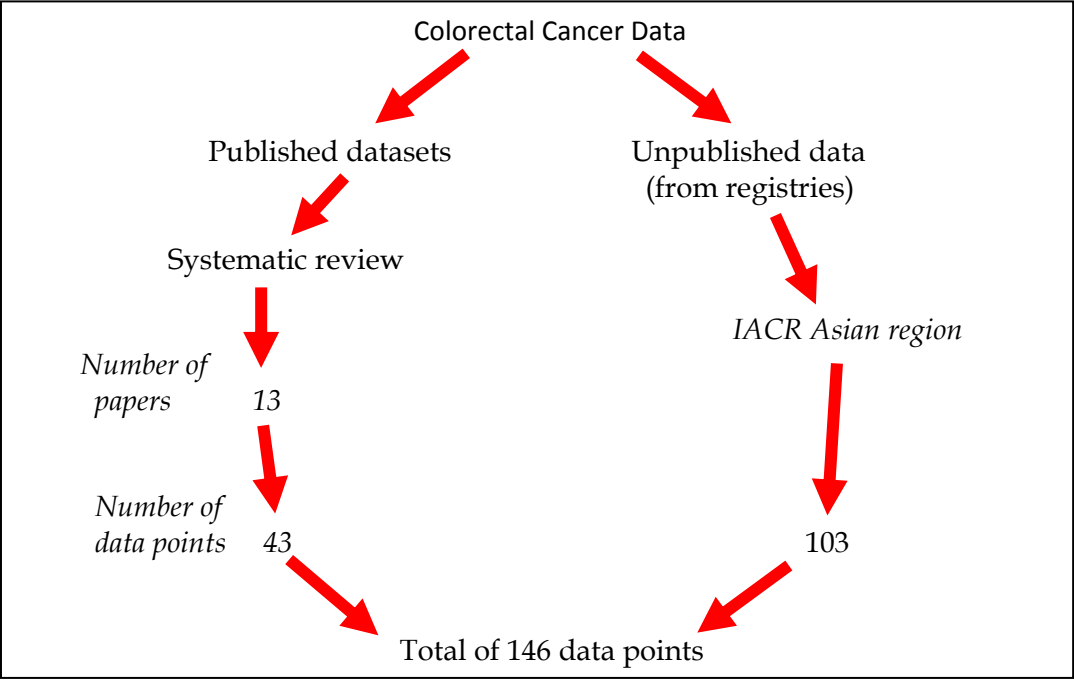 Colorectal Cancer Data
Published datasets
Unpublished data
(from registries)
Systematic review
IACR Asian region
Number of
papers 13
Number of
data points 43
103
Total of 146 data points